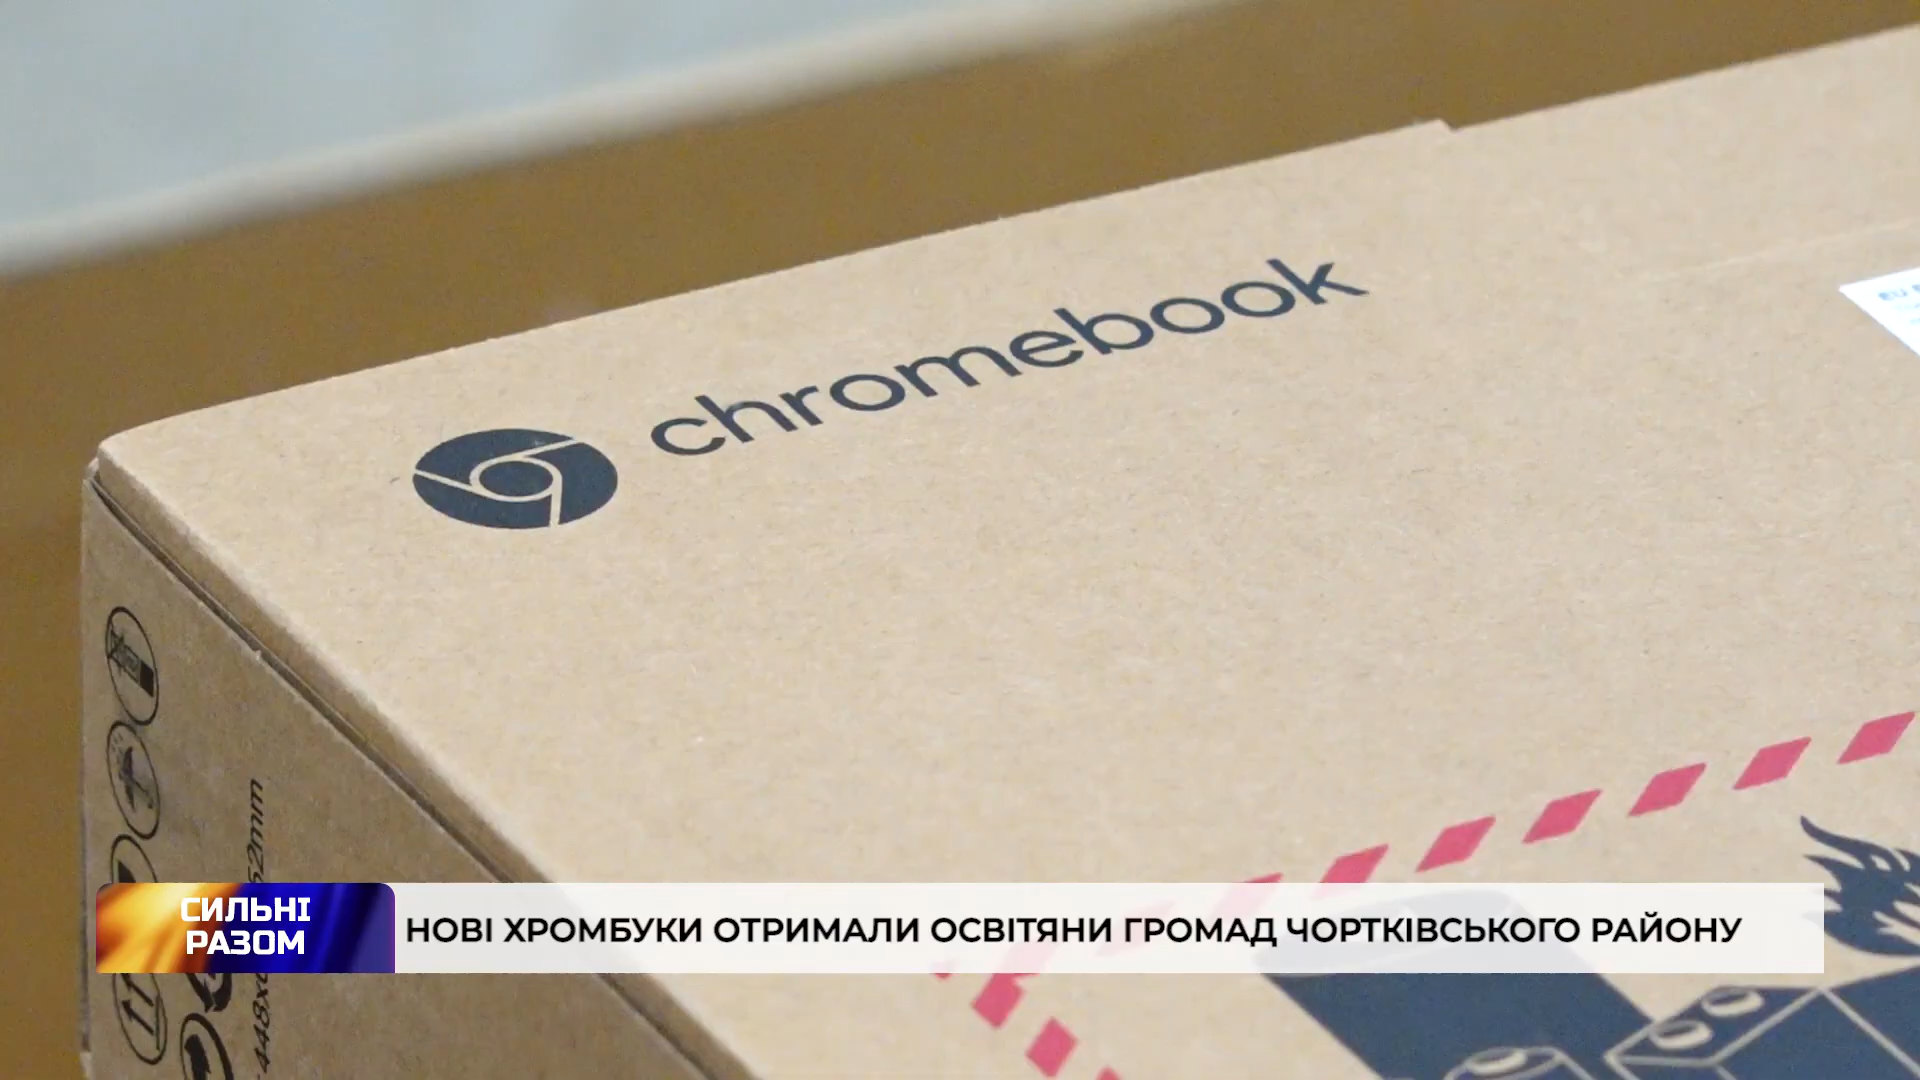 chromebook
СИЛЬНІ
РАЗОМ
НОВІ ХРОМБУКИ ОТРИМАЛИ ОСВІТЯНИ ГРОМАД ЧОРТКІВСЬКОГО РАЙОНУ